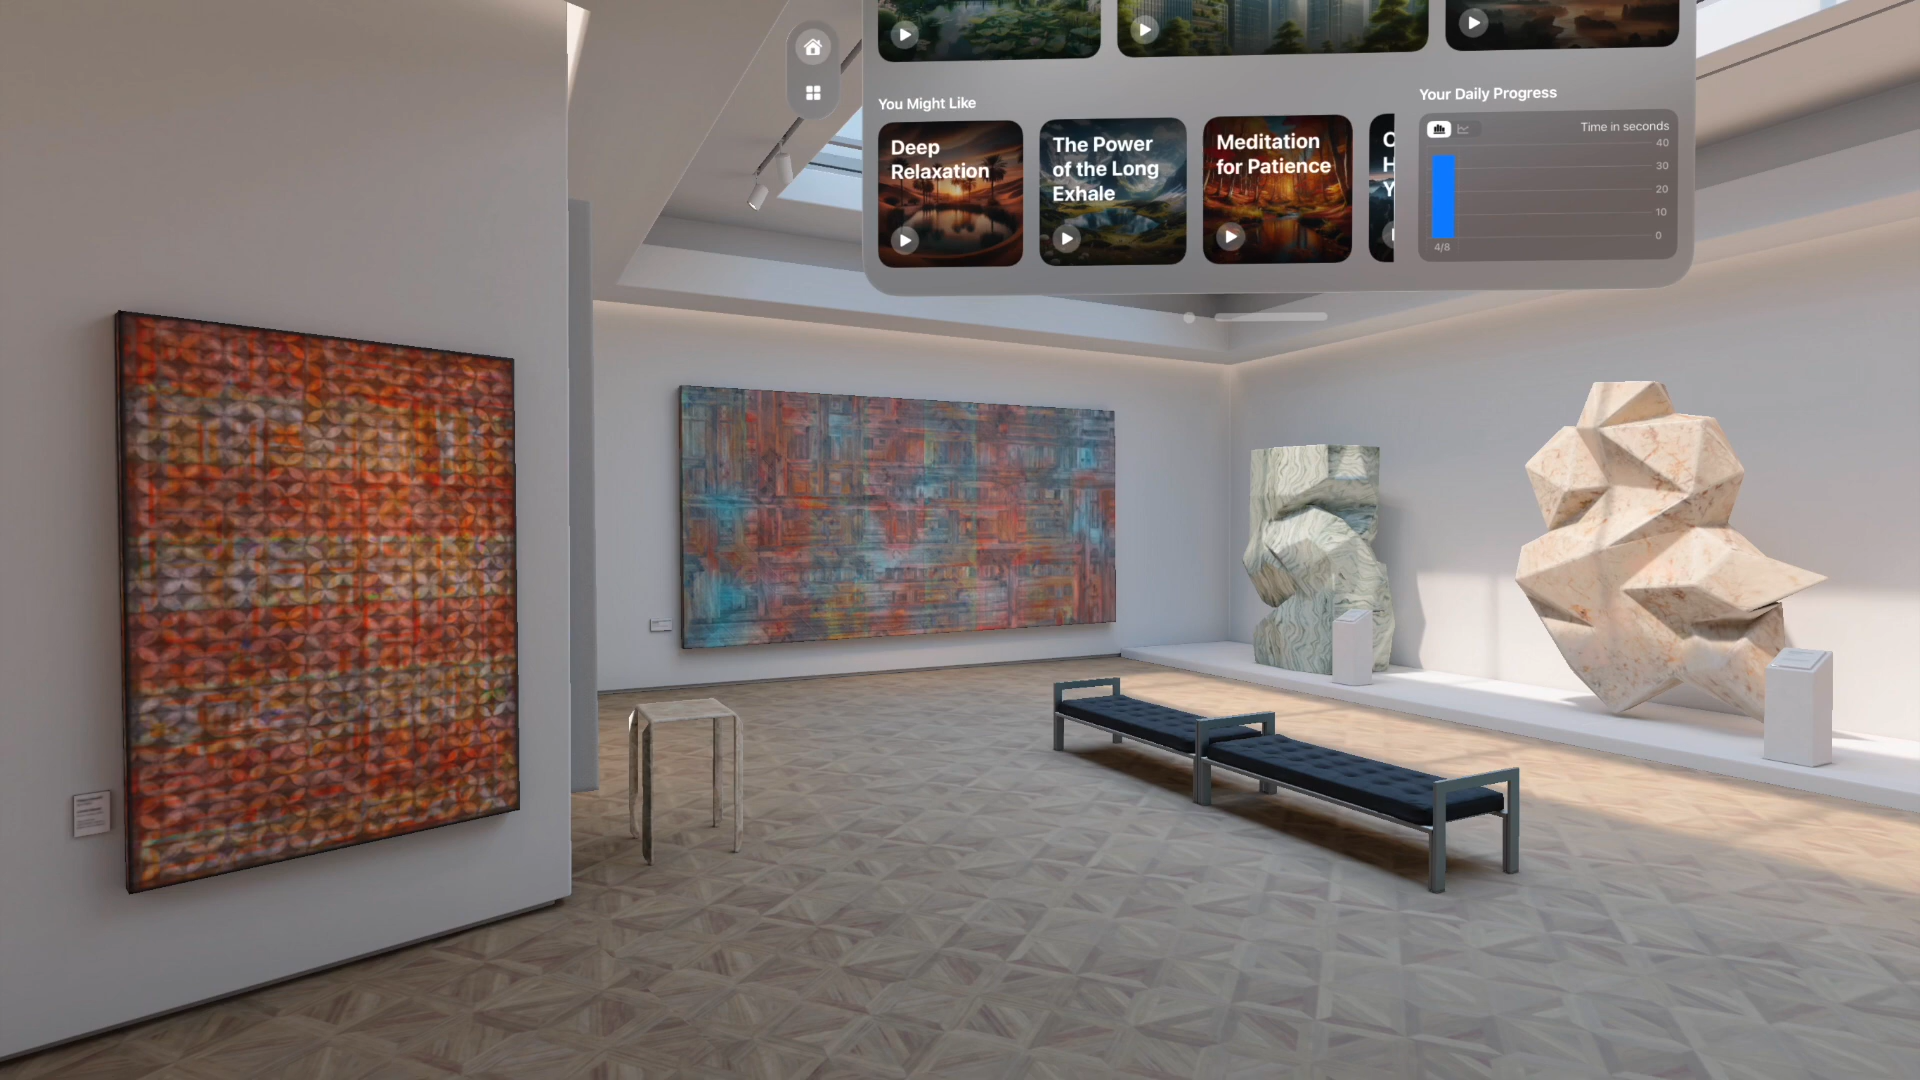 You Might Like
Deep
Relaxation
The Power
of the Long
Exhale
Meditation
for Patience
C
H
Y
Your Daily Progress
Time in seconds
40
30
20
10
0
4/8